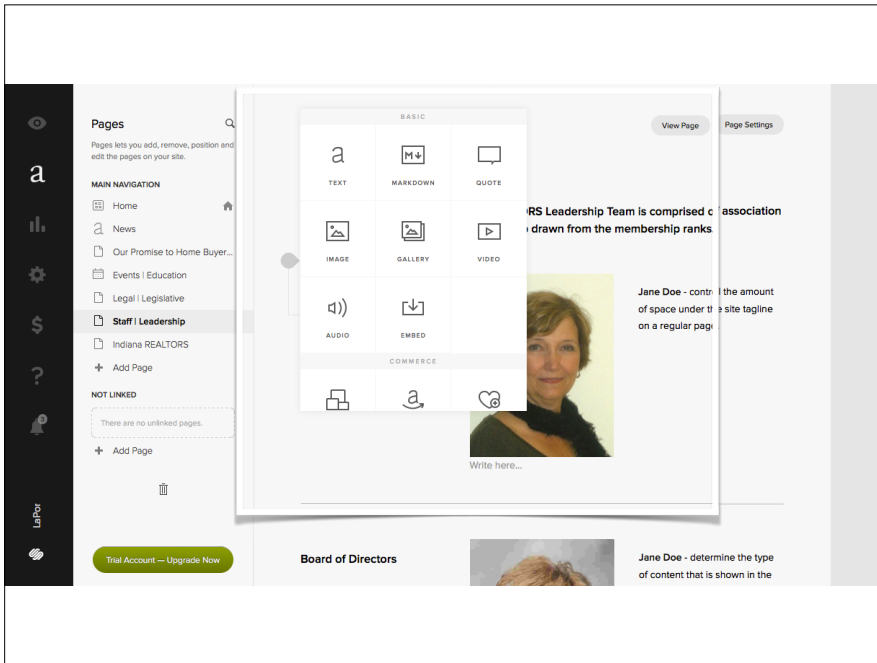 Pages
Pages lets you add, remove, position and
edit the pages on your site.
MAIN NAVIGATION
Home
News
Our Promise to Home Buyer...
Events | Education
Legal | Legislative
Staff | Leadership
Indiana REALTORS
+ Add Page
NOT LINKED
There are no unlinked pages.
+ Add Page
Trial Account — Upgrade Now
LaPor
3
BASIC
TEXT
MARKDOWN
QUOTE
IMAGE
GALLERY
VIDEO
AUDIO
EMBED
COMMERCE
View Page
Page Settings
ORS Leadership Team is comprised of association
drawn from the membership ranks.
Jane Doe - control the amount
of space under the site tagline
on a regular page.
Write here...
Board of Directors
Jane Doe - determine the type
of content that is shown in the